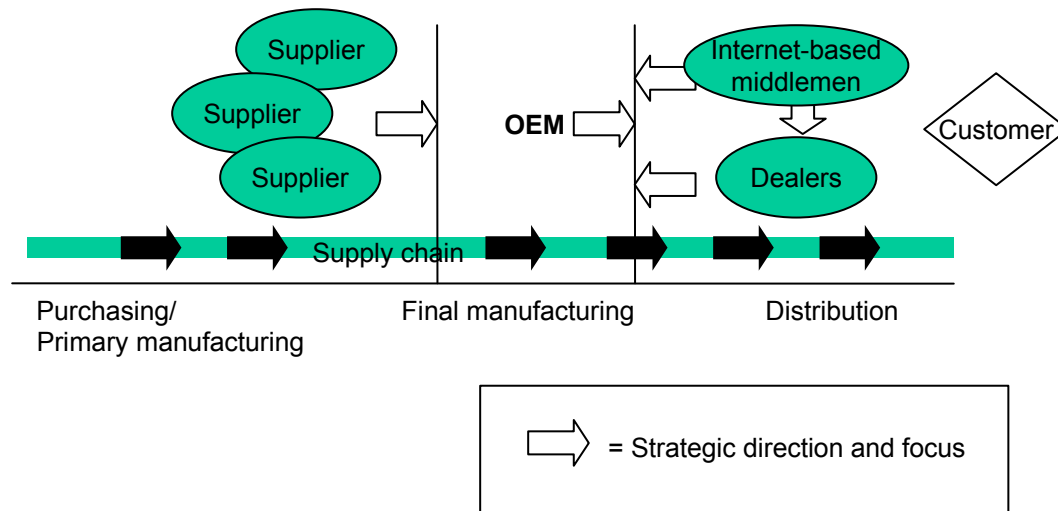 Supplier
Supplier
Supplier
OEM
Internet-based
middlemen
Dealers
Customer
Supply chain
Purchasing/
Primary manufacturing
Final manufacturing
Distribution
= Strategic direction and focus